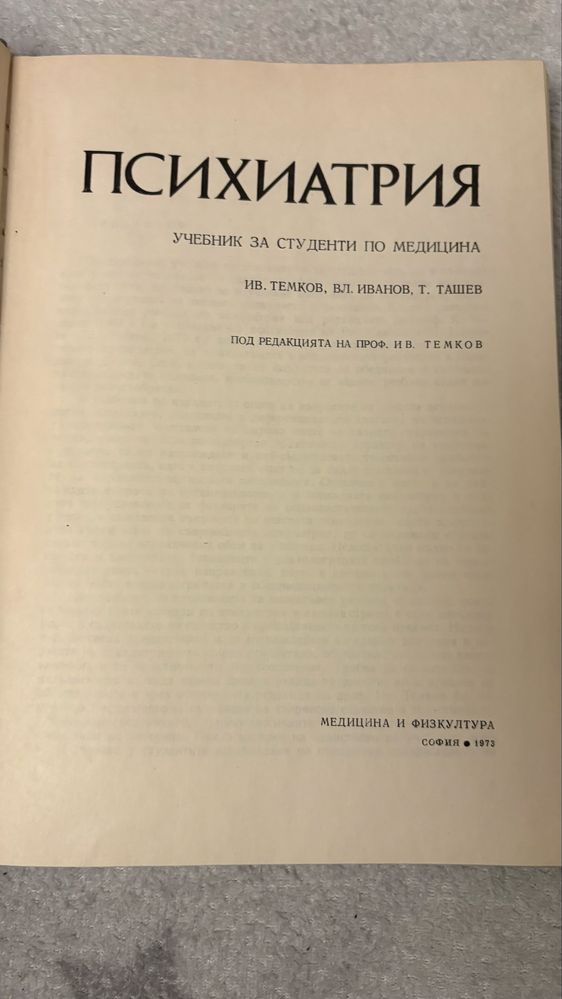 ПСИХИАТРИЯ
УЧЕБНИК ЗА СТУДЕНТИ ПО МЕДИЦИНА
ИВ. ТЕМКОВ, ВЛ. ИВАНОВ, Т. ТАШЕВ
ПОД РЕДАКЦИЯТА НА ПРОФ. ИВ. ТЕМКОВ
МЕДИЦИНА И ФИЗКУЛТУРА
СОФИЯ ● 1973